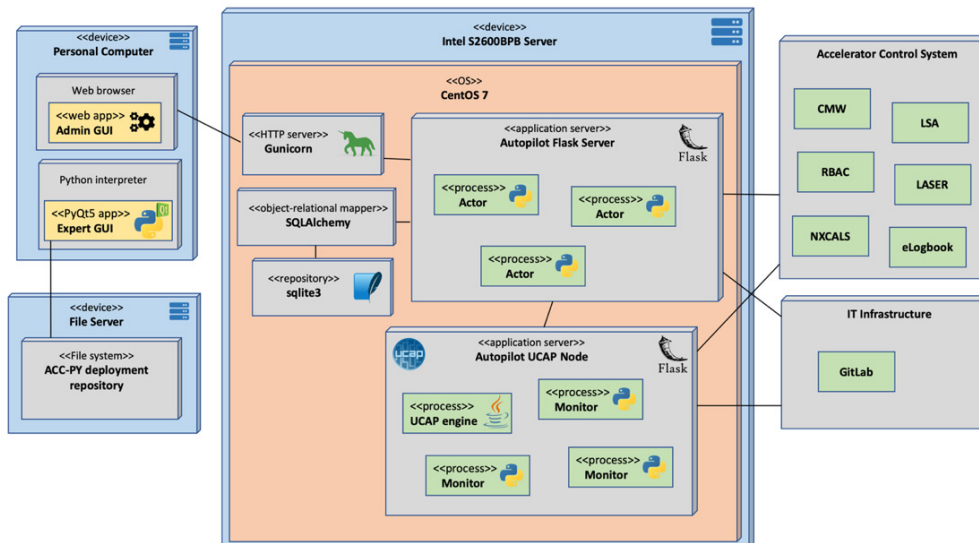 <<device>>
Personal Computer
Web browser
<<web app>>
Admin GUI
Python interpreter
<<PyQt5 app>>
Expert GUI
Qt
<<device>>
File Server
<<File system>>
ACC-PY deployment
repository
<<device>>
Intel S2600BPB Server
<<OS>>
CentOS 7
<<HTTP server>>
Gunicorn
<<object-relational mapper>>
SQLAlchemy
<<repository>>
sqlite3
<<application server>>
Autopilot Flask Server
Flask
<<process>>
Actor
<<process>>
Actor
<<process>>
Actor
ucap
<<application server>>
Autopilot UCAP Node
Flask
<<process>>
UCAP engine
<<process>>
Monitor
<<process>>
Monitor
<<process>>
Monitor
Accelerator Control System
CMW
LSA
RBAC
LASER
NXCALS
eLogbook
IT Infrastructure
GitLab